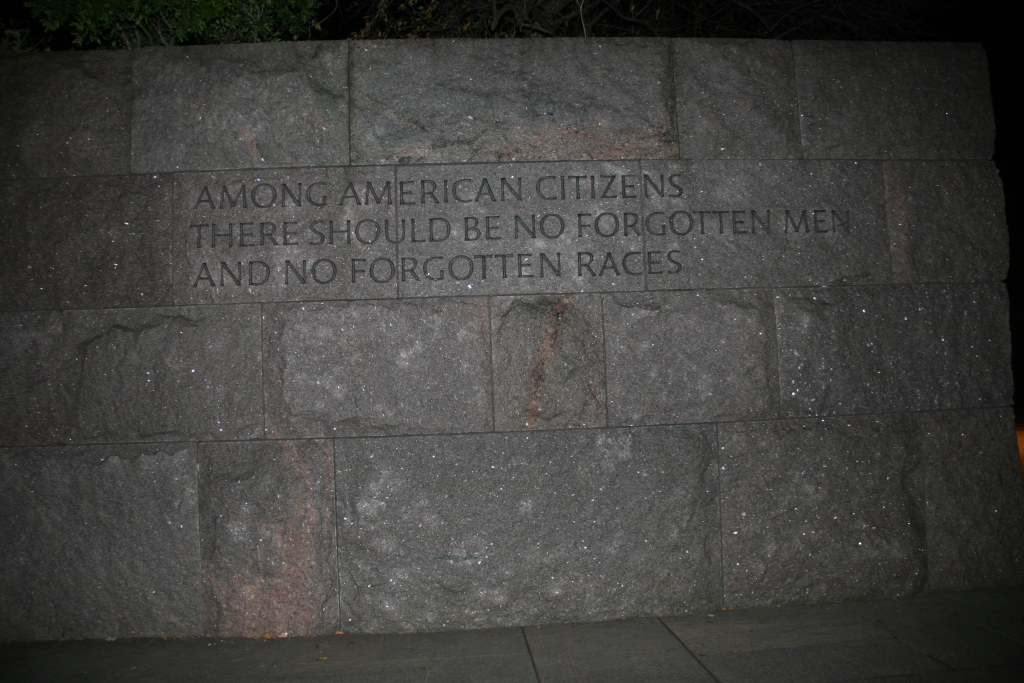 AMONG AMERICAN CITIZENS
THERE SHOULD BE NO FORGOTTEN MEN
AND NO FORGOTTEN RACES